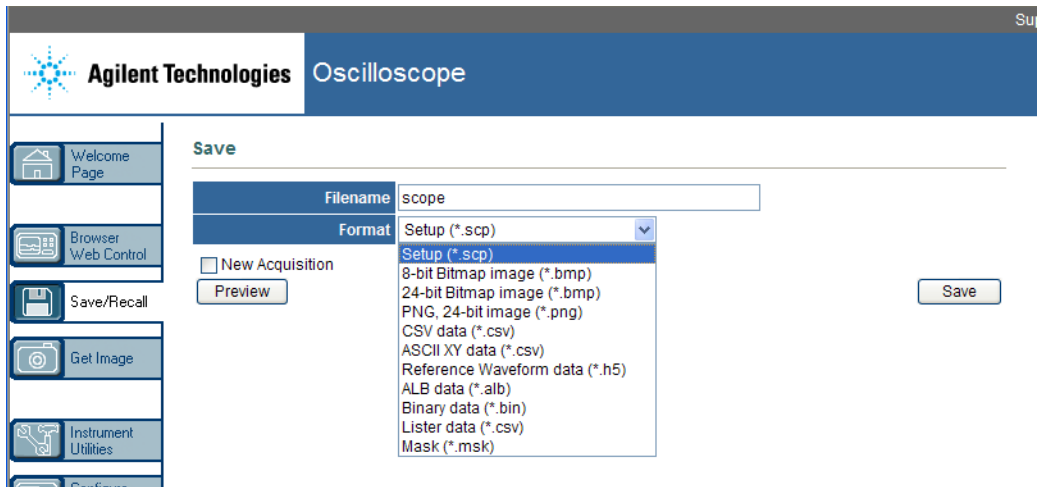 Sup
Agilent Technologies
Oscilloscope
Welcome
Page
Browser
Web Control
Save/Recall
Get Image
Instrument
Utilities
Save
Filename scope
Format Setup (*.scp)
Setup (*.scp)
8-bit Bitmap image (*.bmp)
24-bit Bitmap image (*.bmp)
PNG, 24-bit image (*.png)
CSV data (*.csv)
ASCII XY data (*.csv)
Reference Waveform data (*.h5)
ALB data (*.alb)
Binary data (*.bin)
Lister data (*.csv)
Mask (*.msk)
New Acquisition
Preview
Save